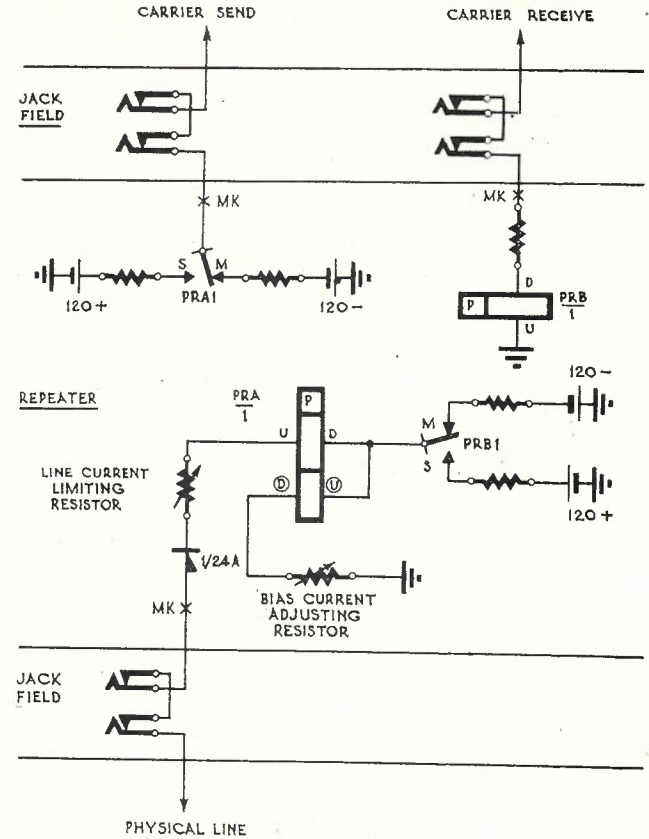 CARRIER SEND
CARRIER RECEIVE
JACK
FIELD
MK
MK
S
M
PRA1
120+
120-
D
P
PRB
1
U
REPEATER
PRA
1
P
U
D
D
U
120-
M
PRB1
S
120+
LINE CURRENT
LIMITING
RESISTOR
1/24A
BIAS CURRENT
ADJUSTING
RESISTOR
MK
JACK
FIELD
PHYSICAL LINE